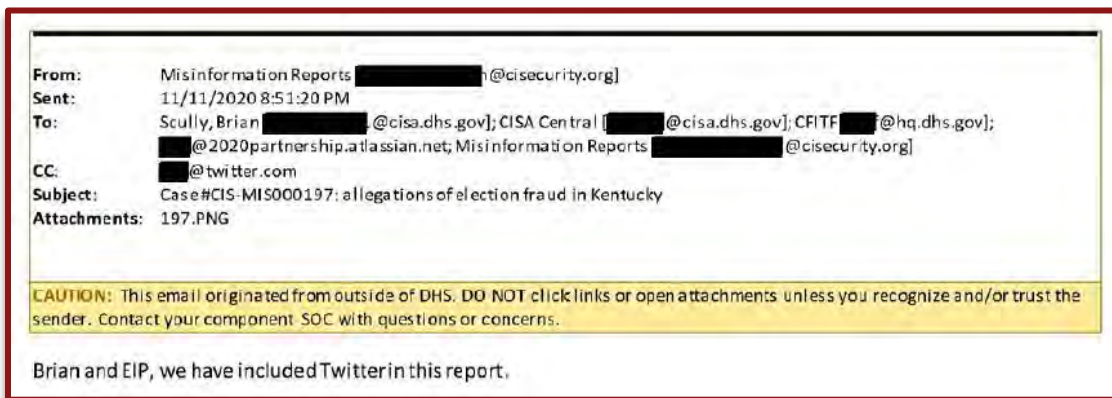 From: Misinformation Reports @cisecurity.org]
Sent: 11/11/2020 8:51:20 PM
To: Scully, Brian @cisa.dhs.gov]; CISA Central [ @cisa.dhs.gov]; CFITF @hq.dhs.gov];
@2020partnership.atlassian.net; Misinformation Reports @cisecurity.org]
CC: @twitter.com
Subject: Case #CIS-MIS000197: allegations of election fraud in Kentucky
Attachments: 197.PNG
CAUTION: This email originated from outside of DHS. DO NOT click links or open attachments unless you recognize and/or trust the
sender. Contact your component SOC with questions or concerns.
Brian and EIP, we have included Twitter in this report.